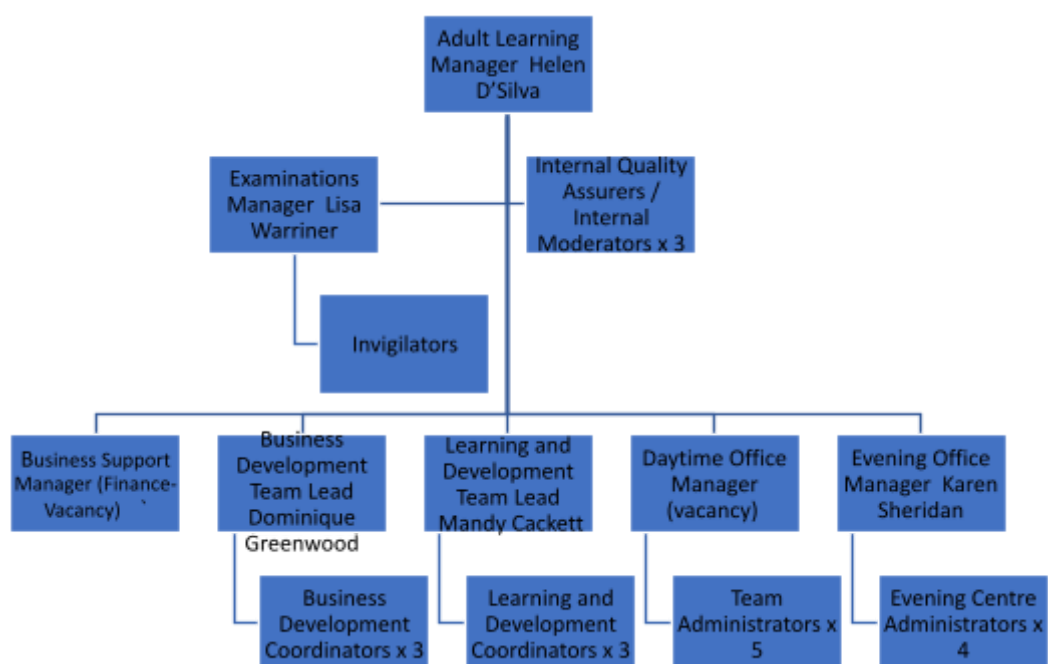 Adult Learning
Manager Helen
D'Silva
Examinations
Manager Lisa
Warriner
Internal Quality
Assurers /
Internal
Moderators x 3
Invigilators
Business Support
Manager (Finance-
Vacancy) `
Business
Development
Team Lead
Dominique
Greenwood
Learning and
Development
Team Lead
Mandy Cackett
Daytime Office
Manager
(vacancy)
Evening Office
Manager Karen
Sheridan
Business
Development
Coordinators x 3
Learning and
Development
Coordinators x 3
Team
Administrators x
5
Evening Centre
Administrators x
4